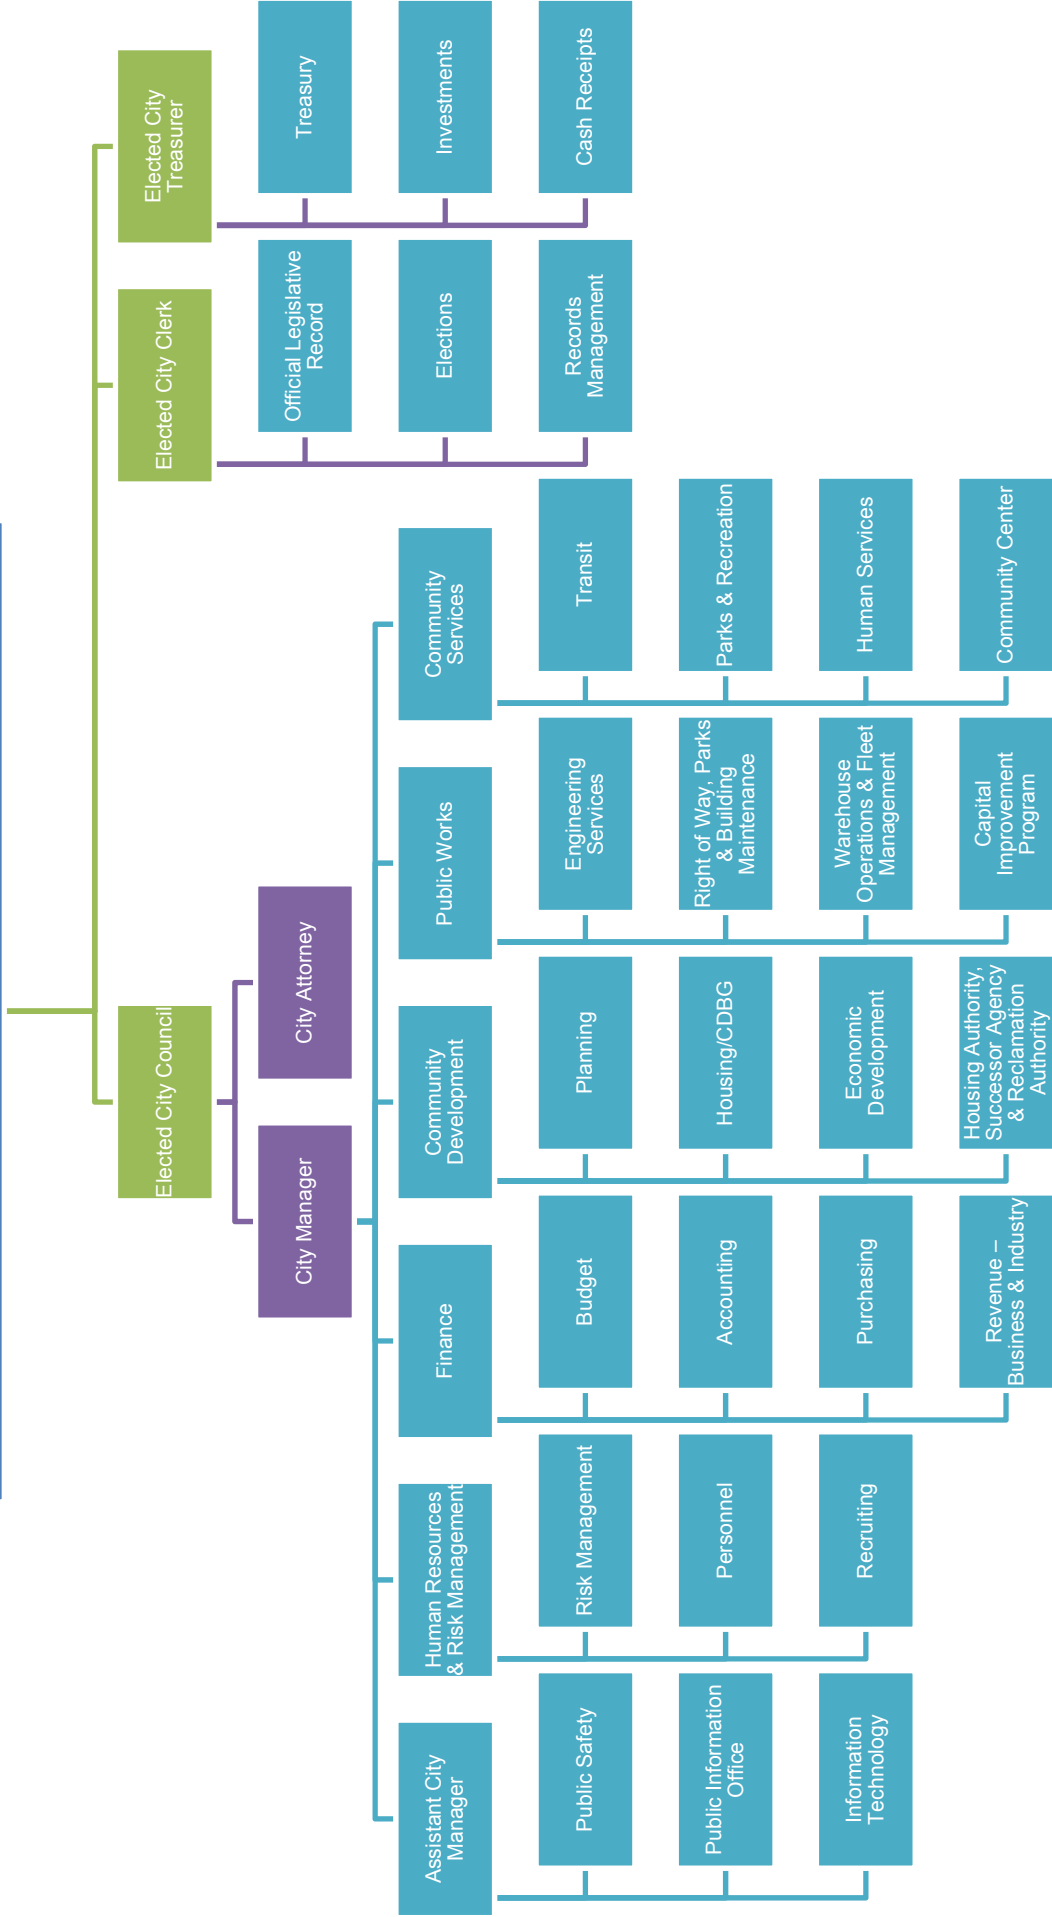 Elected City Council
Elected City Clerk
Elected City
Treasurer
City Manager
City Attorney
Official Legislative
Record
Treasury
Elections
Investments
Records
Management
Cash Receipts
Assistant City
Manager
Human Resources
& Risk Management
Finance
Community
Development
Public Works
Community
Services
Public Safety
Risk Management
Budget
Planning
Engineering
Services
Transit
Public Information
Office
Personnel
Accounting
Housing/CDBG
Right of Way, Parks
& Building
Maintenance
Parks & Recreation
Information
Technology
Recruiting
Purchasing
Economic
Development
Warehouse
Operations & Fleet
Management
Human Services
Revenue –
Business & Industry
Housing Authority,
Successor Agency
& Reclamation
Authority
Capital
Improvement
Program
Community Center